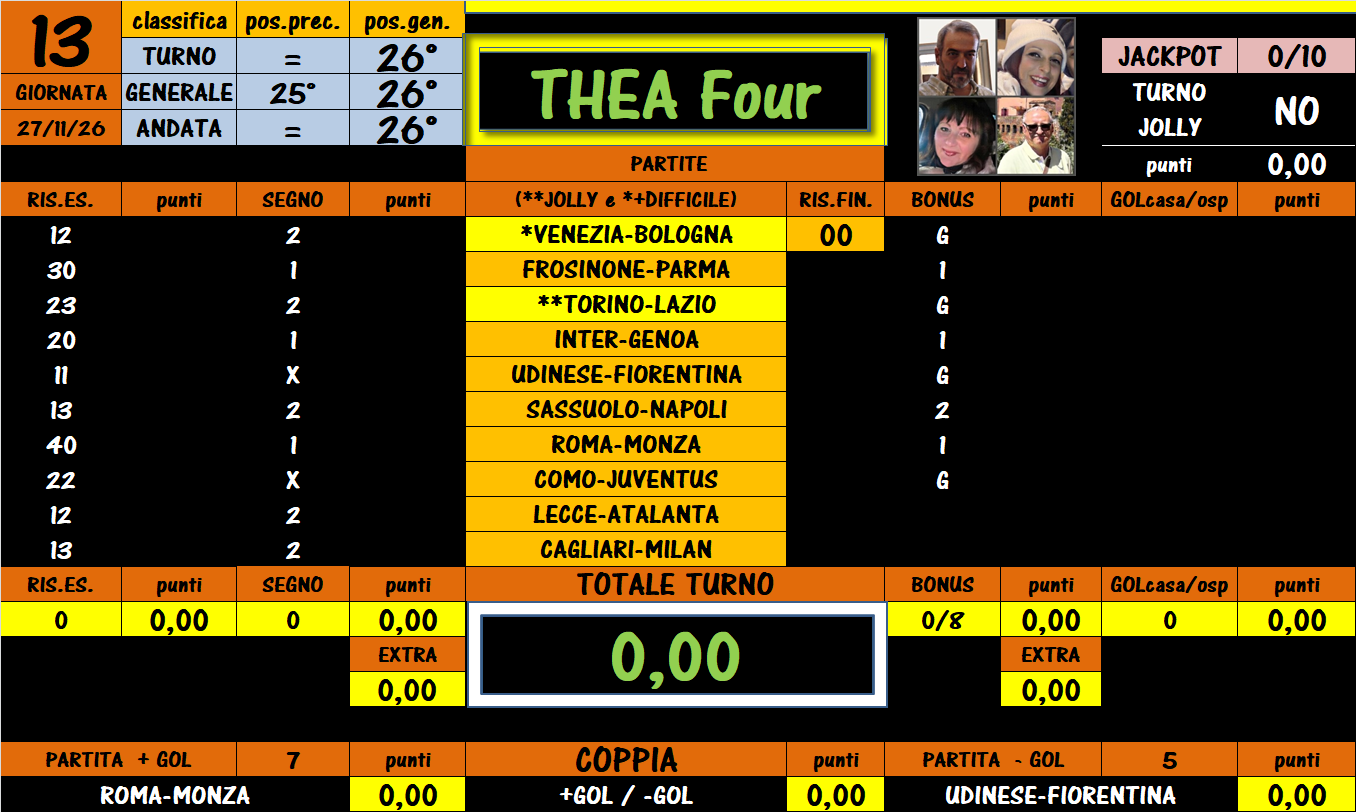 13 classifica pos.prec. pos.gen.
TURNO = 26°
GIORNATA GENERALE 25° 26°
27/11/26 ANDATA = 26°
THEA Four
JACKPOT 0/10
TURNO JOLLY NO
punti 0,00
PARTITE
RIS.ES. punti SEGNO punti (**JOLLY e *+DIFFICILE) RIS.FIN. BONUS punti GOLcasa/osp punti
12 2 *VENEZIA-BOLOGNA 00 G
30 1 FROSINONE-PARMA 1
23 2 **TORINO-LAZIO G
20 1 INTER-GENOA 1
11 X UDINESE-FIORENTINA G
13 2 SASSUOLO-NAPOLI 2
40 1 ROMA-MONZA 1
22 X COMO-JUVENTUS G
12 2 LECCE-ATALANTA
13 2 CAGLIARI-MILAN
RIS.ES. punti SEGNO punti TOTALE TURNO BONUS punti GOLcasa/osp punti
0 0,00 0 0,00 0,00 0/8 0,00 0 0,00
EXTRA EXTRA
0,00 0,00
PARTITA + GOL 7 punti COPPIA punti PARTITA - GOL 5 punti
ROMA-MONZA 0,00 +GOL / -GOL 0,00 UDINESE-FIORENTINA 0,00